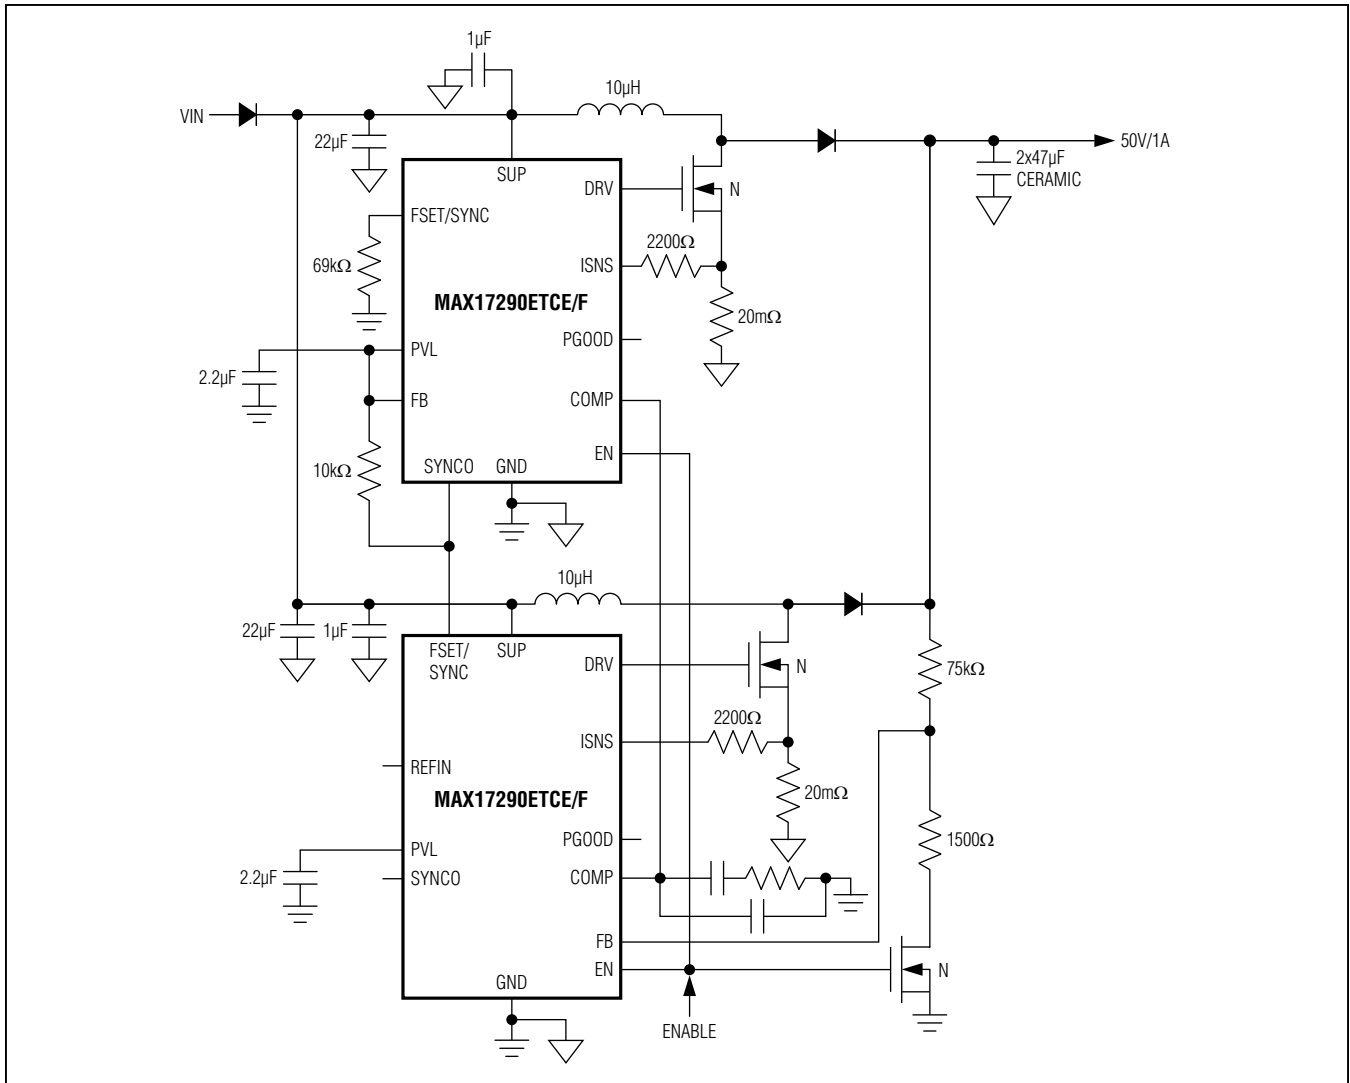 1µF
10µH
VIN
50V/1A
22µF
2x47µF
CERAMIC
SUP
DRV
N
FSET/SYNC
2200Ω
ISNS
69kΩ
MAX17290ETCE/F
20mΩ
PGOOD
PVL
2.2µF
FB
COMP
EN
10kΩ
SYNCO
GND
10µH
22µF
1µF
FSET/
SYNC
SUP
DRV
N
75kΩ
2200Ω
ISNS
REFIN
20mΩ
MAX17290ETCE/F
PGOOD
1500Ω
PVL
2.2µF
SYNCO
COMP
FB
EN
N
GND
ENABLE